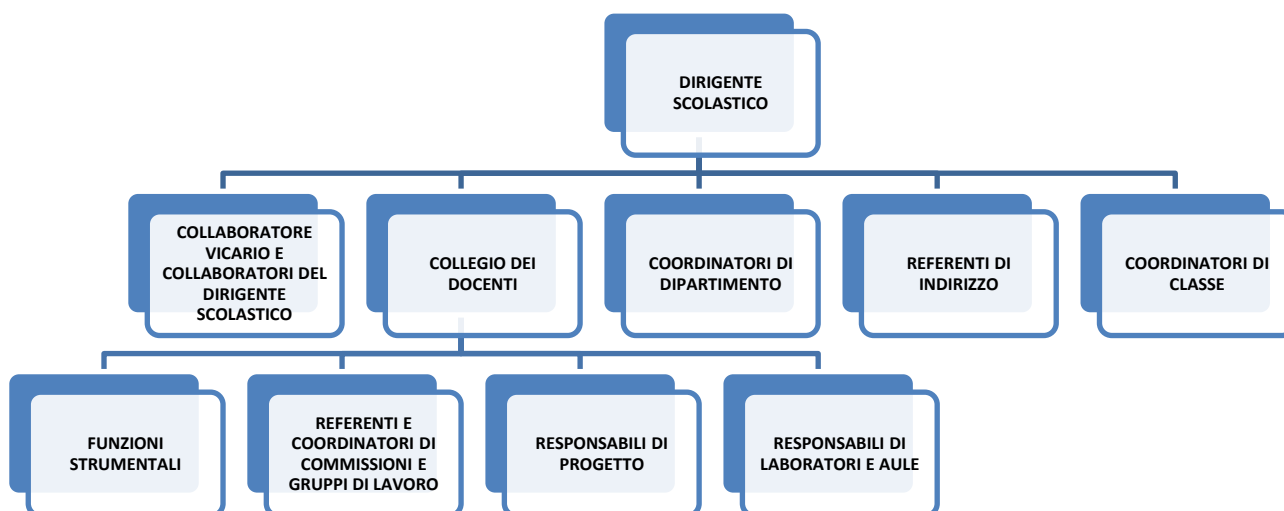 DIRIGENTE
SCOLASTICO
COLLABORATORE
VICARIO E
COLLABORATORI DEL
DIRIGENTE
SCOLASTICO
COLLEGIO DEI
DOCENTI
COORDINATORI DI
DIPARTIMENTO
REFERENTI DI
INDIRIZZO
COORDINATORI DI
CLASSE
FUNZIONI
STRUMENTALI
REFERENTI E
COORDINATORI DI
COMMISSIONI E
GRUPPI DI LAVORO
RESPONSABILI DI
PROGETTO
RESPONSABILI DI
LABORATORI E AULE